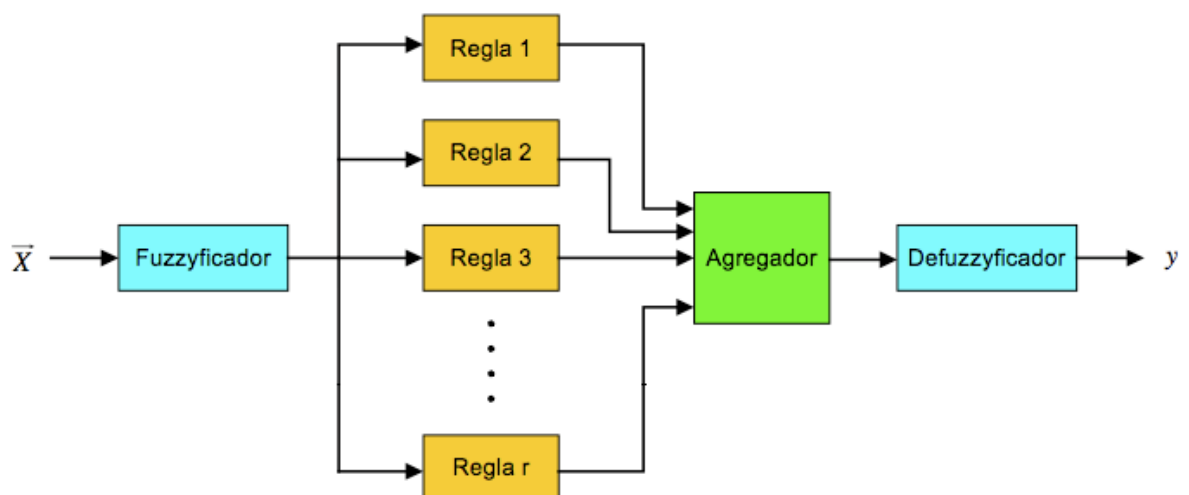 Regla 1
Regla 2
X
Fuzzyficador
Regla 3
Agregador
Defuzzyficador
y
Regla r